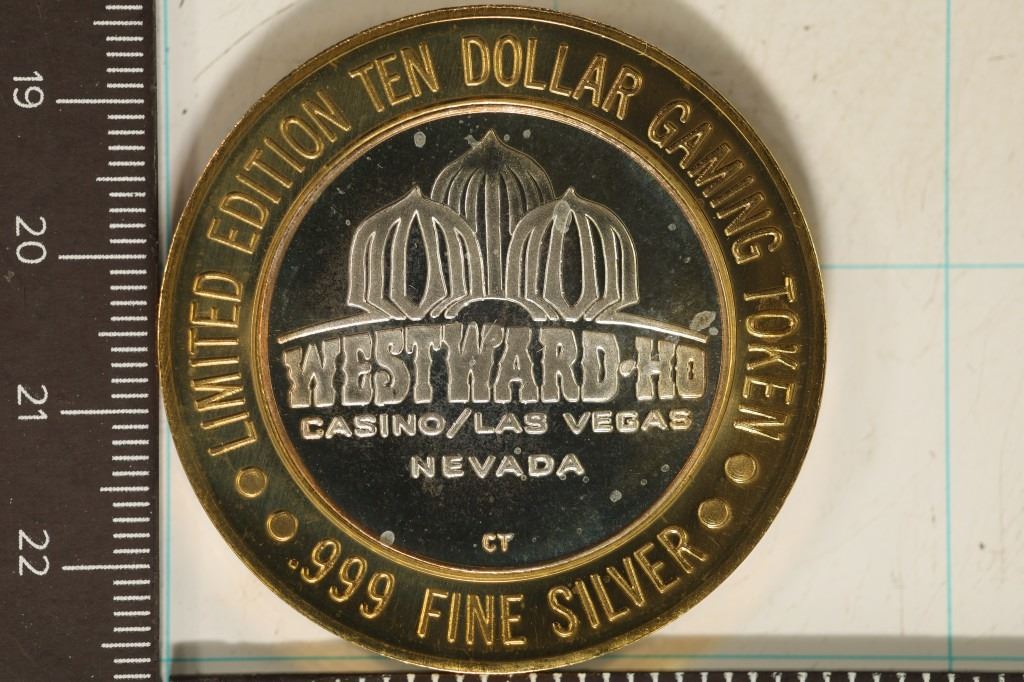 LIMITED EDITION TEN DOLLAR GAMING TOKEN
WESTWARD·HO
CASINO/LAS VEGAS
NEVADA
CT
.999 FINE SILVER
19
20
21
22